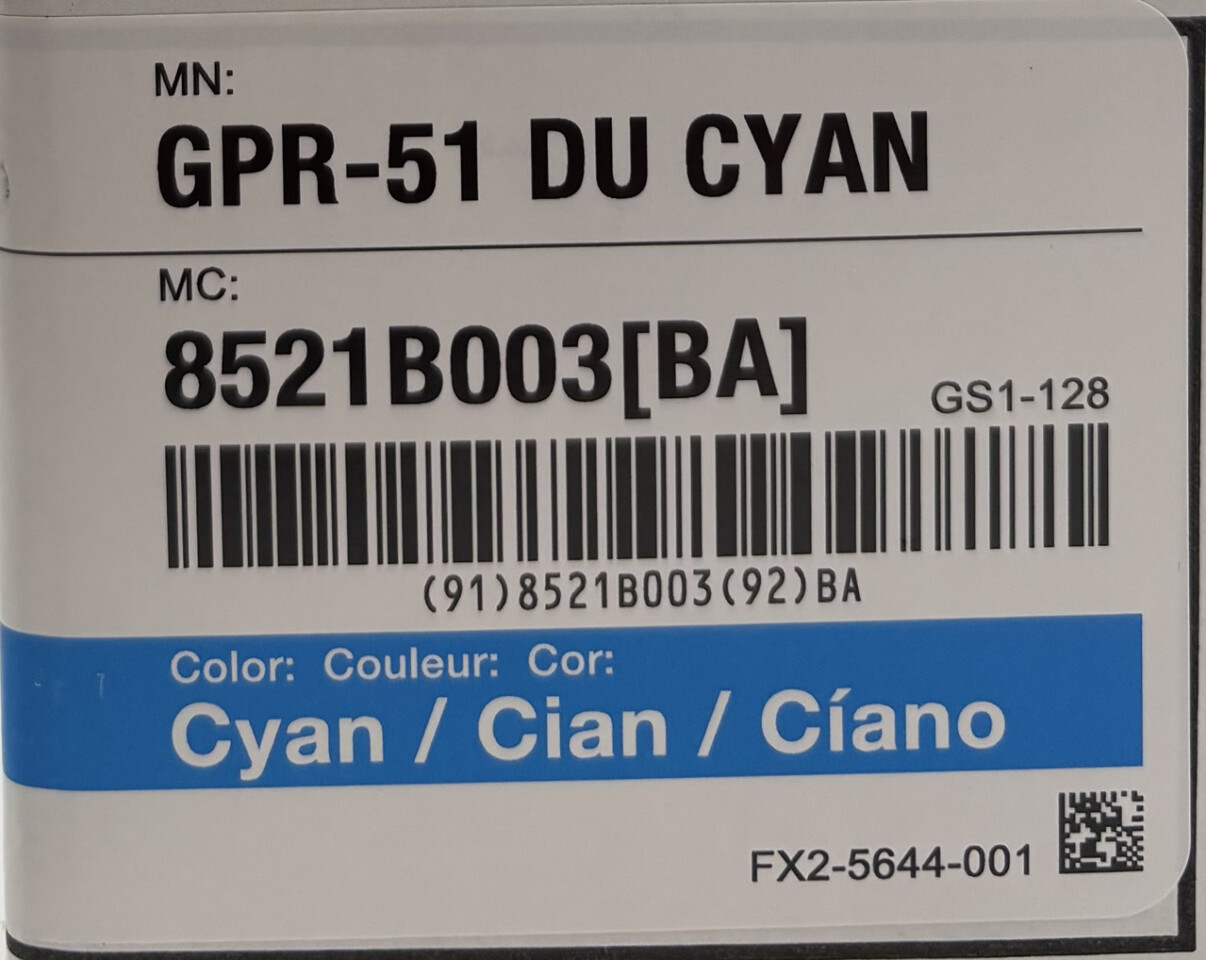 MN:
GPR-51 DU CYAN
MC:
8521B003[BA]
GS1-128
(91)8521B003(92)BA
Color: Couleur: Cor:
Cyan / Cian / Cíano
FX2-5644-001